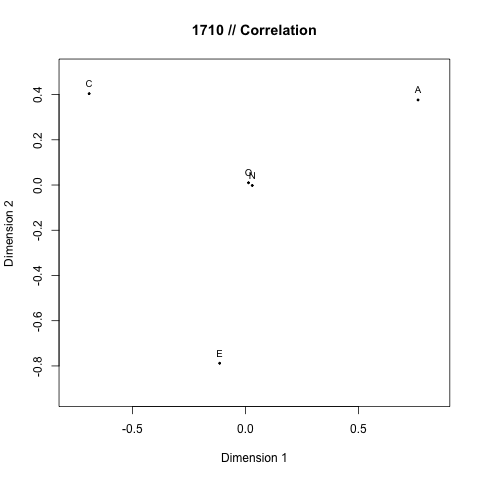 1710 // Correlation
C
A
O
N
E
0.4
0.2
0.0
-0.2
-0.4
-0.6
-0.8
Dimension 2
-0.5
0.0
0.5
Dimension 1